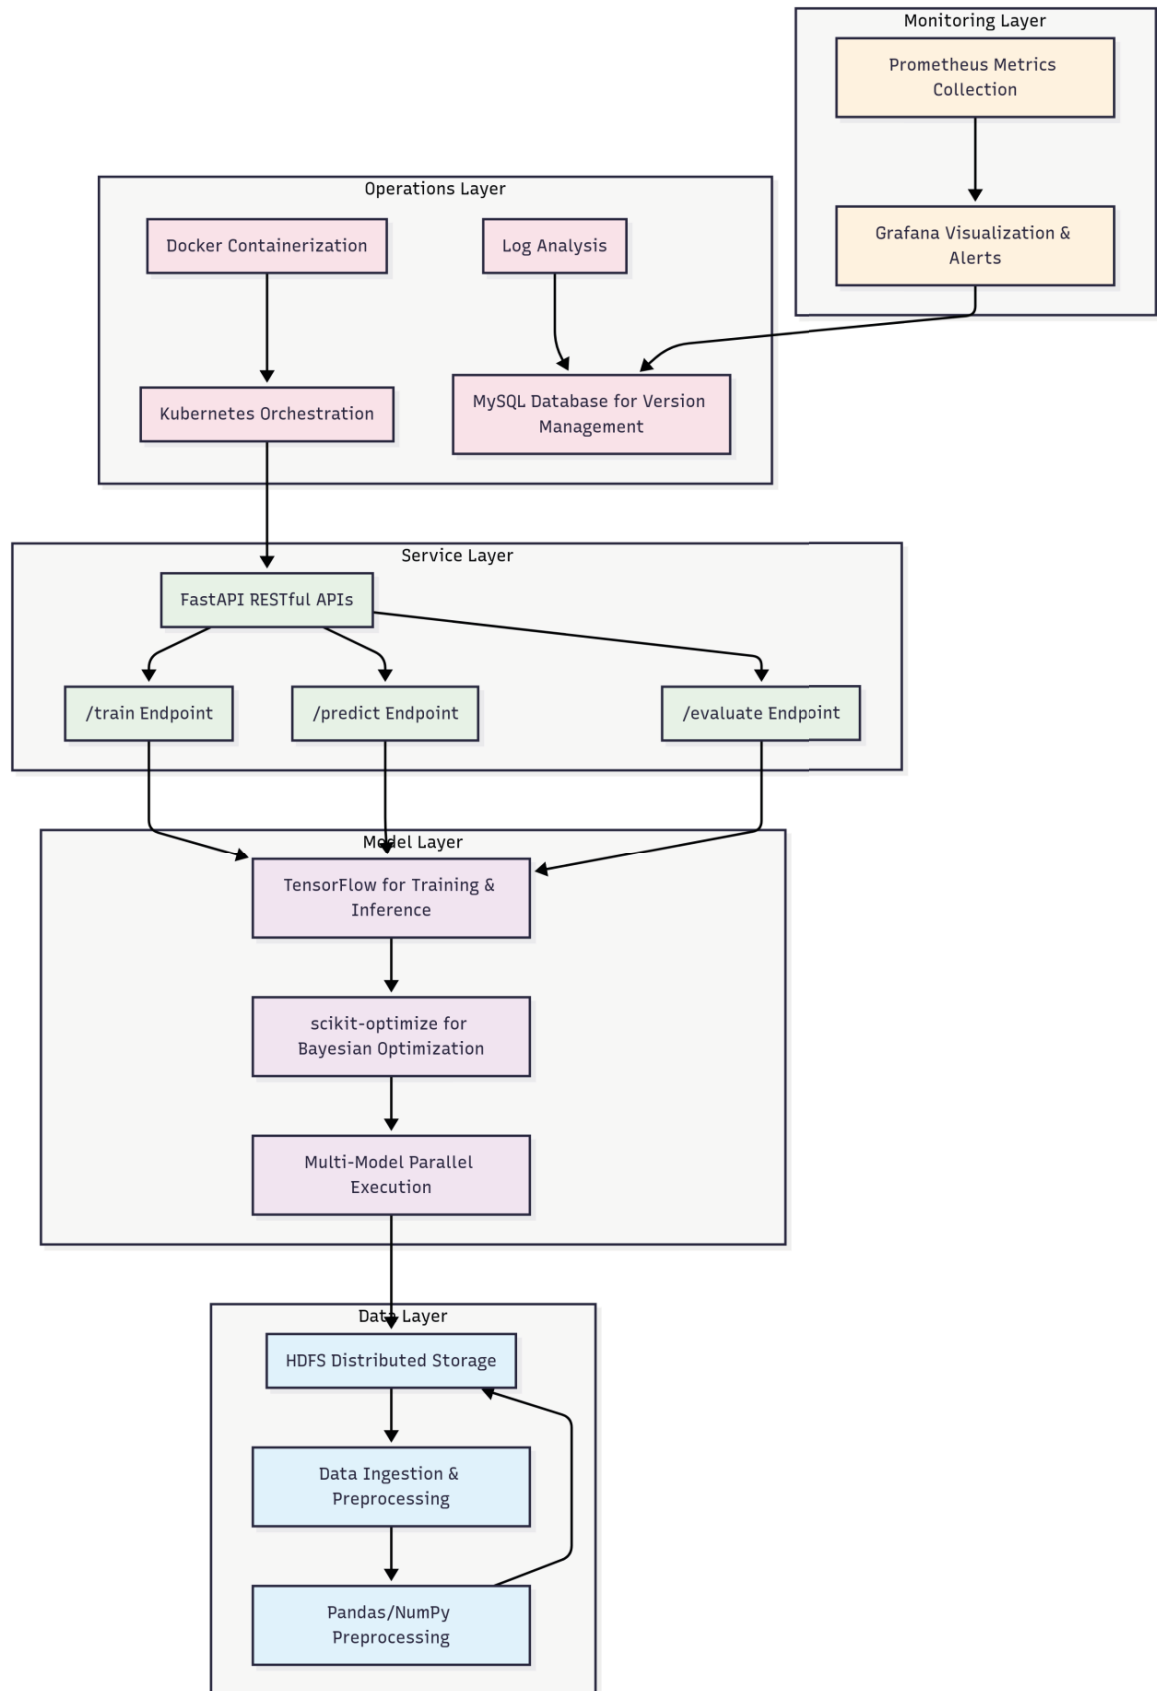 Monitoring Layer
Prometheus Metrics
Collection
Operations Layer
Docker Containerization
Log Analysis
Grafana Visualization &
Alerts
Kubernetes Orchestration
MySQL Database for Version
Management
Service Layer
FastAPI RESTful APIs
/train Endpoint
/predict Endpoint
/evaluate Endpoint
Model Layer
TensorFlow for Training &
Inference
scikit-optimize for
Bayesian Optimization
Multi-Model Parallel
Execution
Data Layer
HDFS Distributed Storage
Data Ingestion &
Preprocessing
Pandas/NumPy
Preprocessing